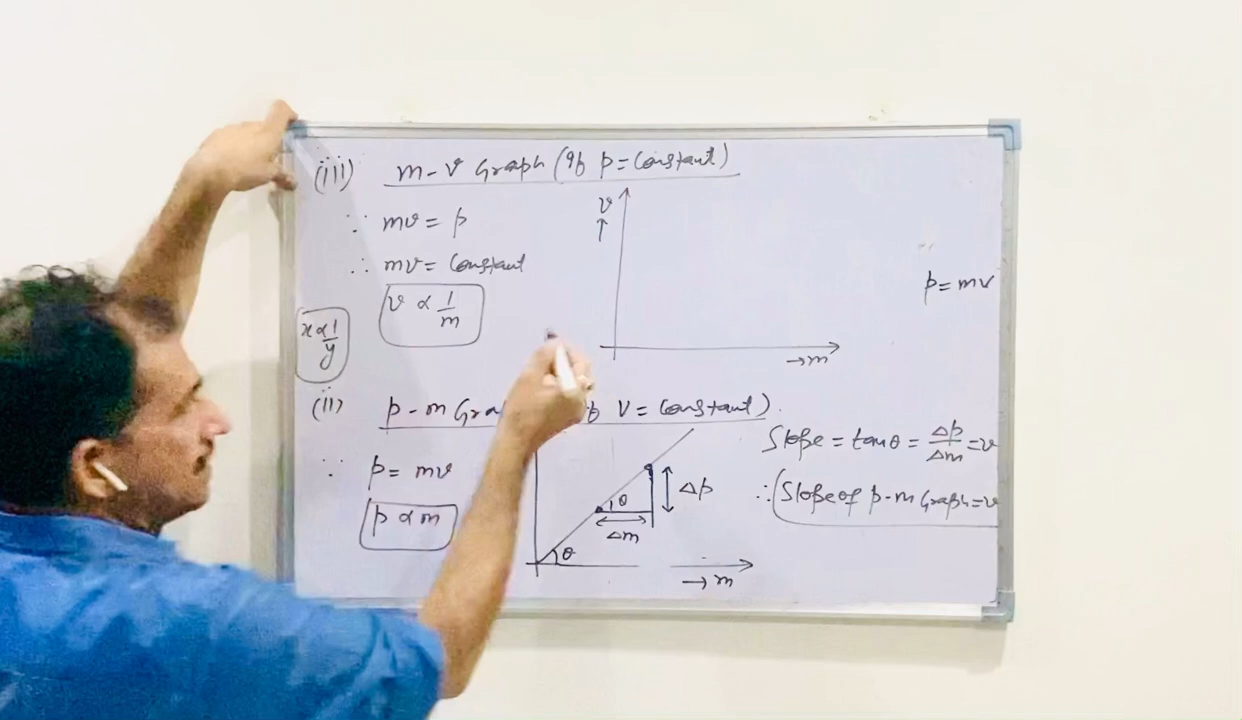 (iii) m - v Graph (If p = Constant)
∵ mv = p
∴ mv = Constant
v ∝ 1/m
x ∝ 1/y
v
↑
→ m
p = mv
(ii) p - m Gra V = Constant).
∵ p = mv
p ∝ m
θ
Δp
Δm
θ
→ m
Slope = tanθ = Δp/Δm = v
∴ Slope of p - m Graph = v